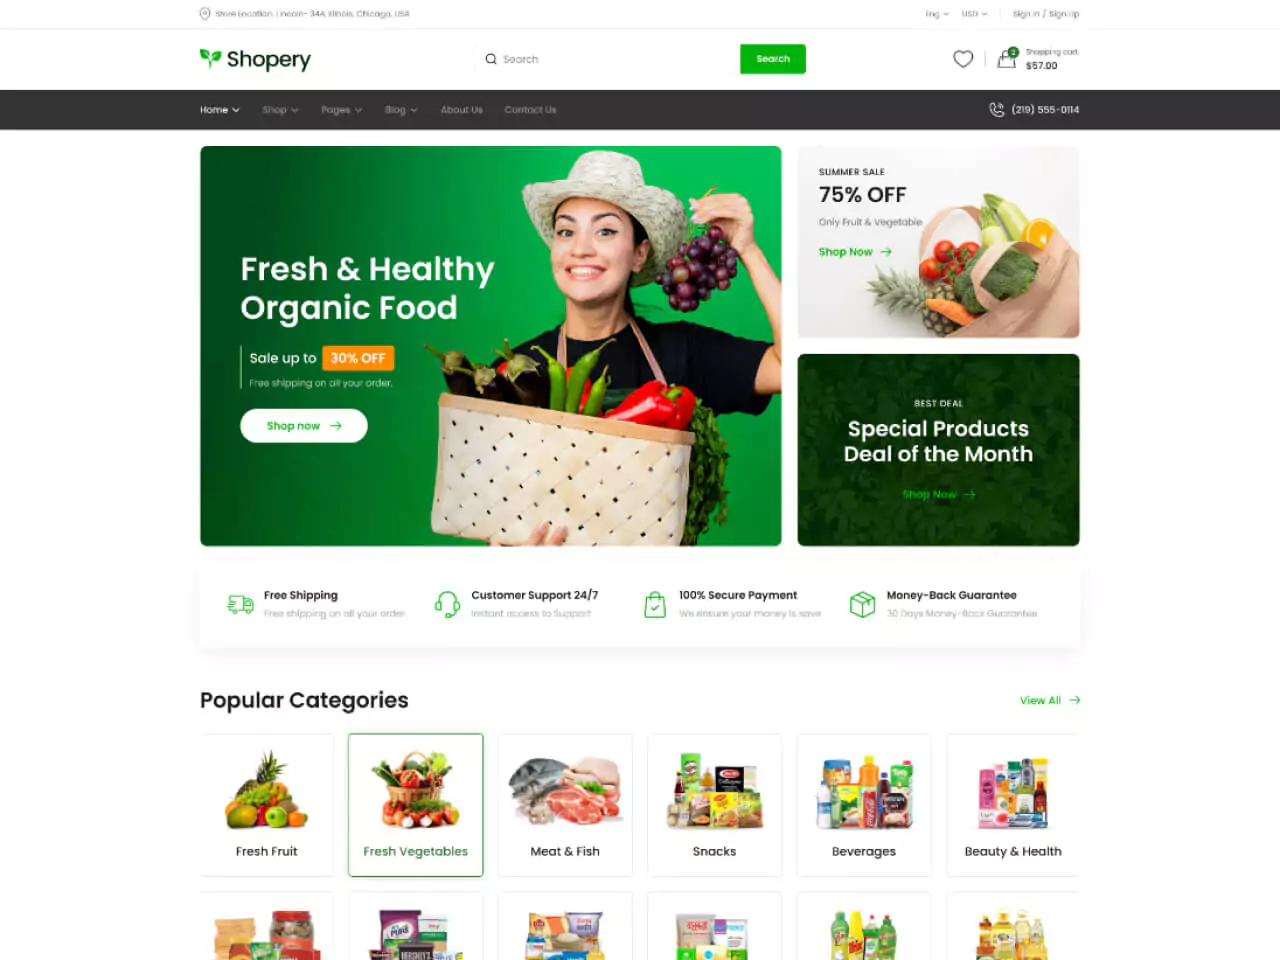 Store Location: Lincoln- 344, Illinois, Chicago, USA
Eng
USD
Sign In / Sign Up
Shopery
Search
Search
2
Shopping cart:
$57.00
Home
Shop
Pages
Blog
About Us
Contact Us
(219) 555-0114
Fresh & Healthy
Organic Food
Sale up to 30% OFF
Free shipping on all your order.
Shop now
SUMMER SALE
75% OFF
Only Fruit & Vegetable
Shop Now
BEST DEAL
Special Products
Deal of the Month
Shop Now
Free Shipping
Free shipping on all your order
Customer Support 24/7
Instant access to Support
100% Secure Payment
We ensure your money is save
Money-Back Guarantee
30 Days Money-Back Guarantee
Popular Categories
View All
Fresh Fruit
Fresh Vegetables
Meat & Fish
Snacks
Beverages
Beauty & Health
PURE
HERSHEY'S